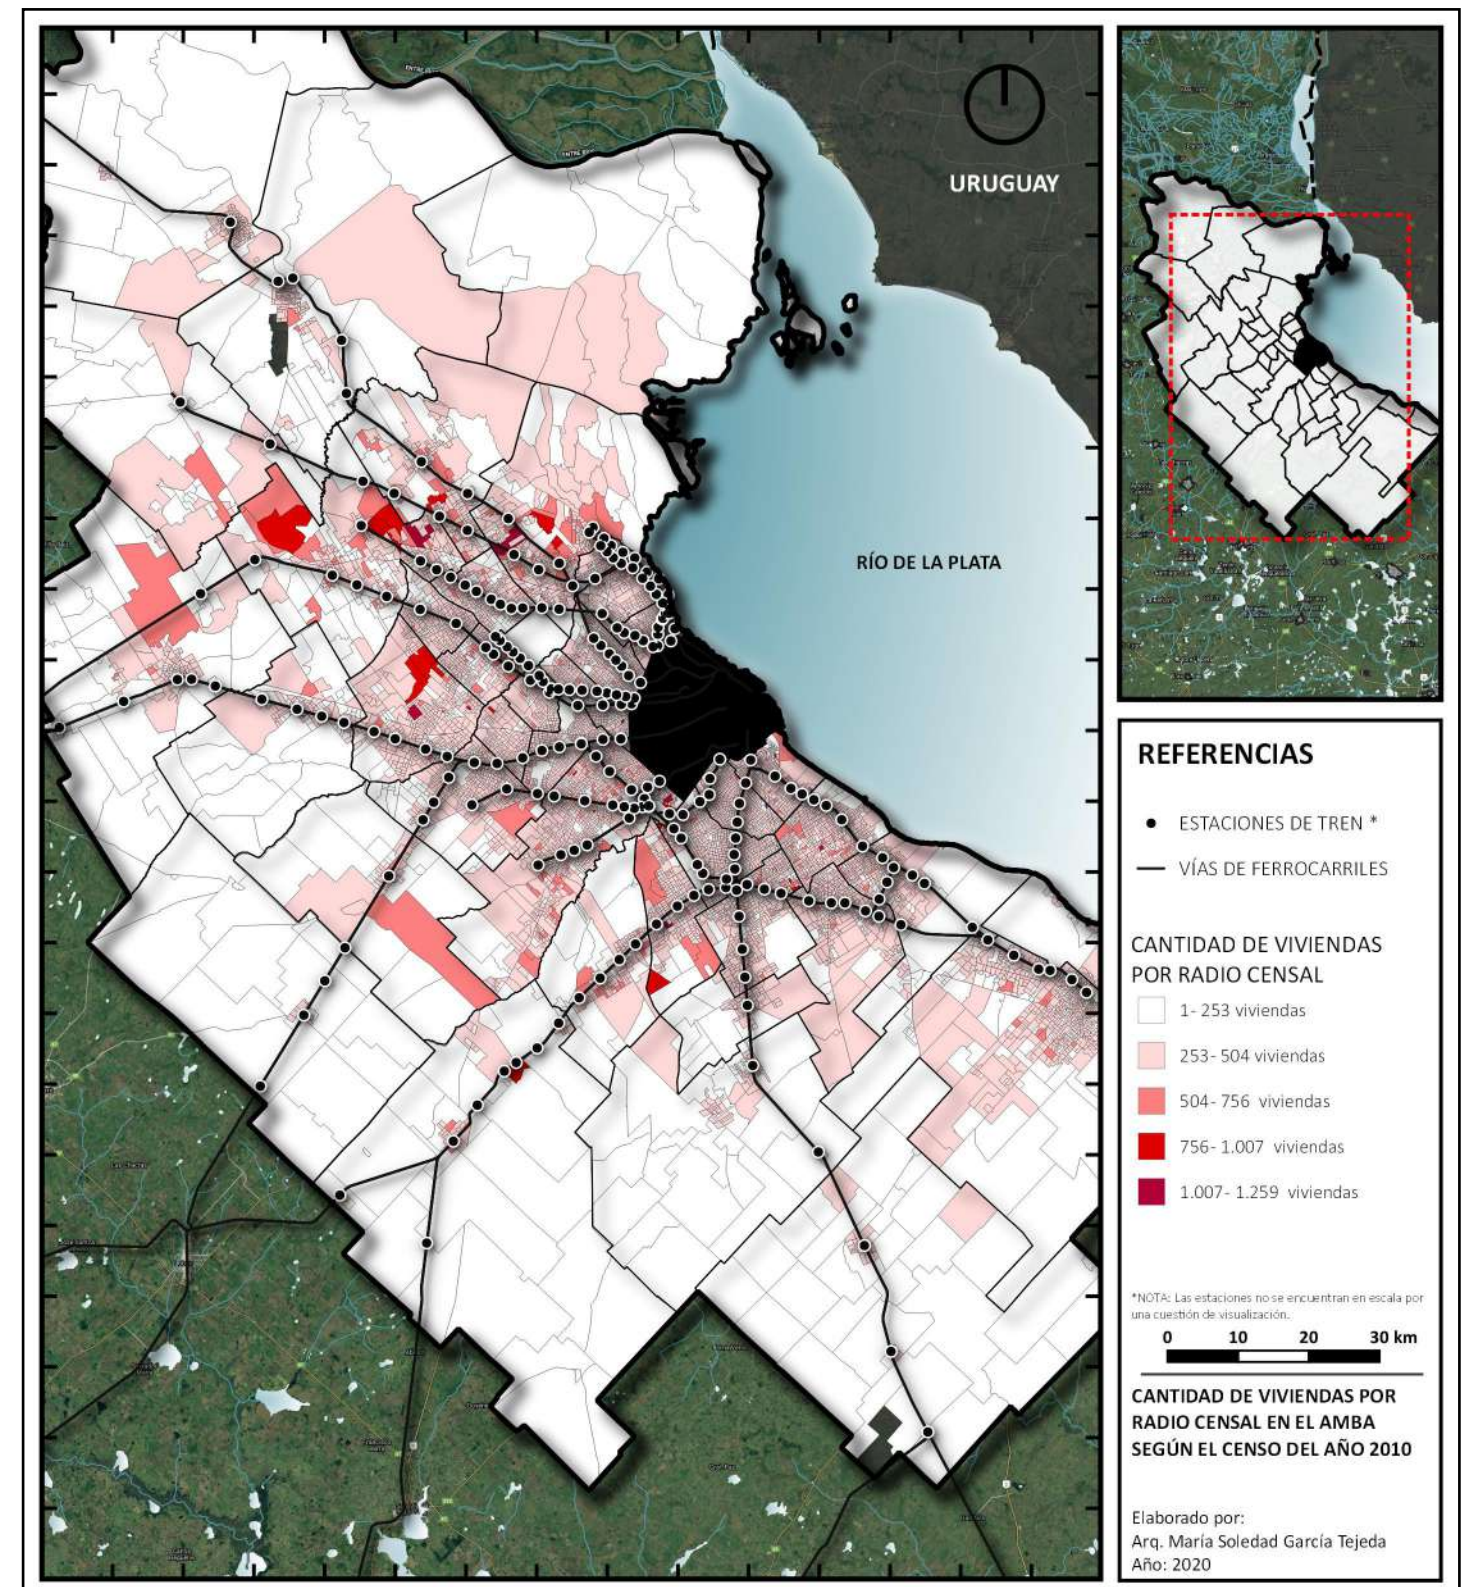 ENTRE RÍOS
URUGUAY
RÍO DE LA PLATA
REFERENCIAS
ESTACIONES DE TREN *
VÍAS DE FERROCARRILES
CANTIDAD DE VIVIENDAS
POR RADIO CENSAL
1- 253 viviendas
253- 504 viviendas
504- 756 viviendas
756- 1.007 viviendas
1.007- 1.259 viviendas
*NOTA: Las estaciones no se encuentran en escala por
una cuestión de visualización.
0 10 20 30 km
CANTIDAD DE VIVIENDAS POR
RADIO CENSAL EN EL AMBA
SEGÚN EL CENSO DEL AÑO 2010
Elaborado por:
Arq. María Soledad García Tejeda
Año: 2020